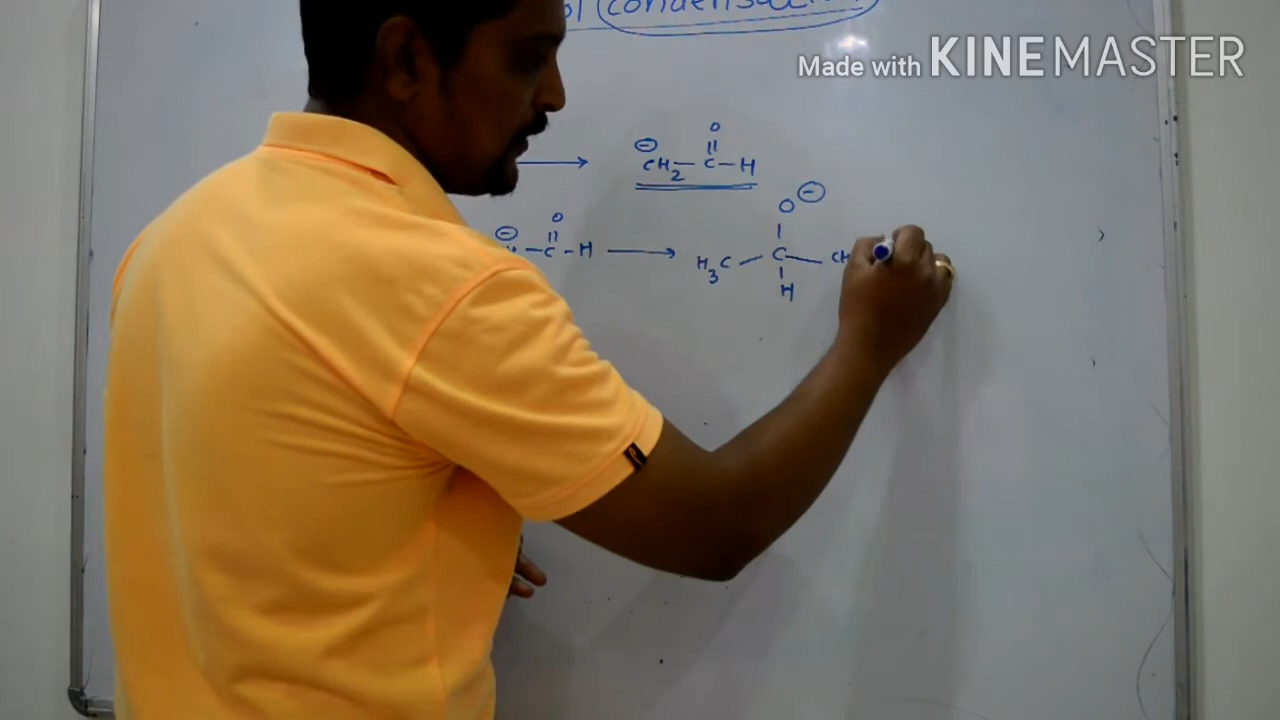 ol condensation
Made with KINEMASTER
O
⊖ ||
CH2 — C — H
O ⊖
O
⊖ ||
— C — H ⟶ H3C — C — CH
|
H